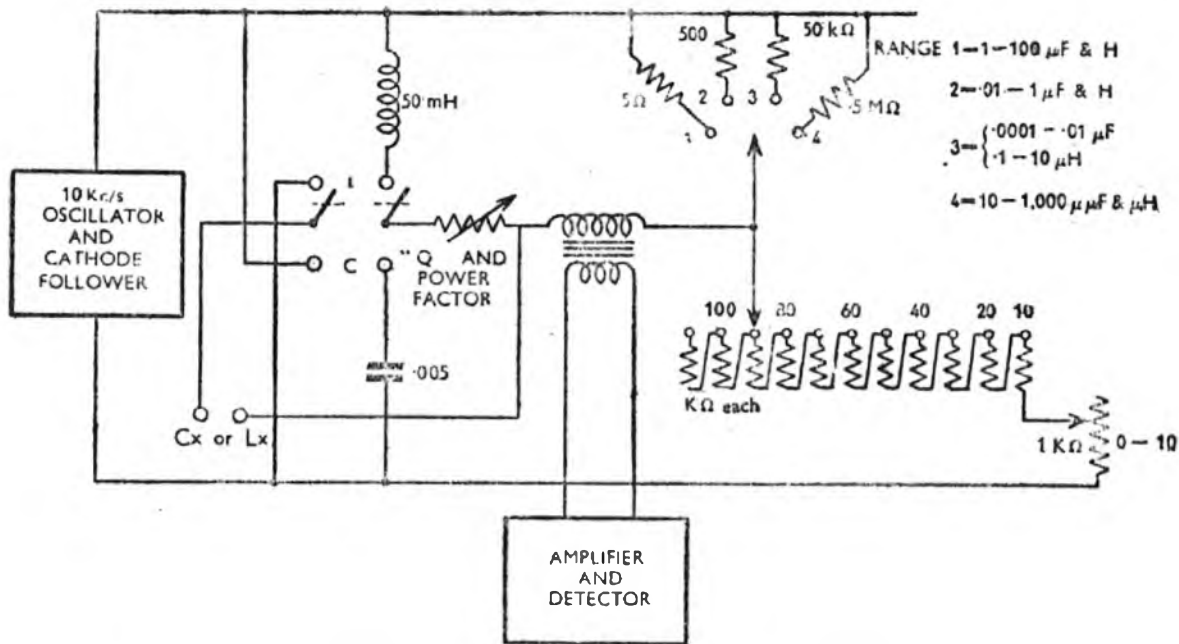 500
50 kΩ
5Ω
2
3
4
.5 MΩ
RANGE 1=1-100 μF & H
2=.01-1 μF & H
3={.0001-.01 μF
.1-10 μH
4=10-1,000 μμF & μH
50 mH
10 Kc/s
OSCILLATOR
AND
CATHODE
FOLLOWER
C
"Q AND
POWER
FACTOR
.005
Cx or Lx
100
80
60
40
20
10
KΩ each
1 KΩ
0-10
AMPLIFIER
AND
DETECTOR